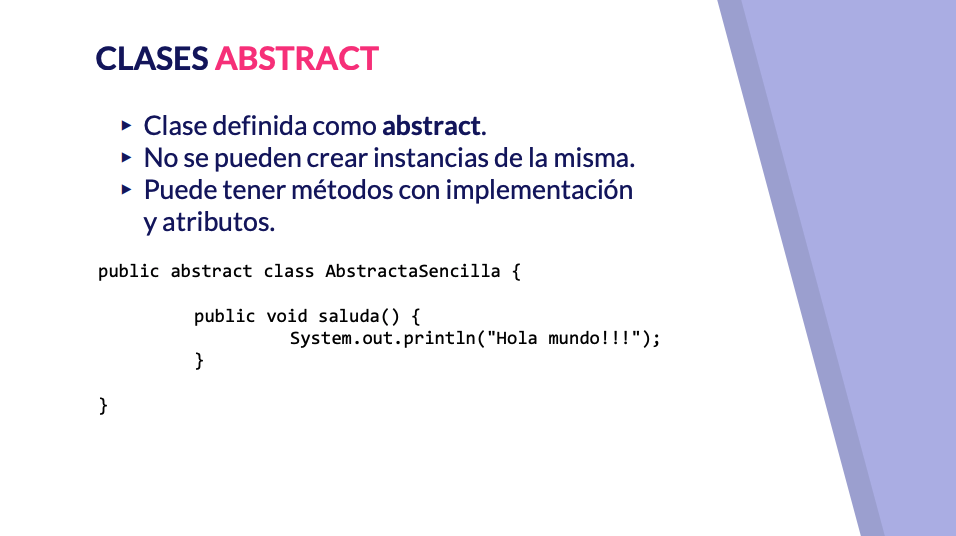 CLASES ABSTRACT
▸ Clase definida como abstract.
▸ No se pueden crear instancias de la misma.
▸ Puede tener métodos con implementación
y atributos.
public abstract class AbstractaSencilla {
public void saluda() {
System.out.println("Hola mundo!!!");
}
}